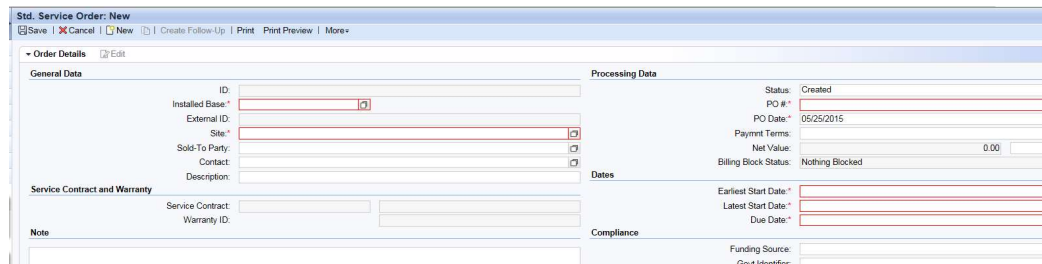 Std. Service Order: New
Save | Cancel | New | Create Follow-Up | Print Print Preview | More
Order Details Edit
General Data
ID:
Installed Base:*
External ID:
Site:*
Sold-To Party:
Contact:
Description:
Service Contract and Warranty
Service Contract:
Warranty ID:
Note
Processing Data
Status: Created
PO #:*
PO Date:* 05/25/2015
Paymnt Terms:
Net Value: 0.00
Billing Block Status: Nothing Blocked
Dates
Earliest Start Date:*
Latest Start Date:*
Due Date:*
Compliance
Funding Source:
Govt Identifier: